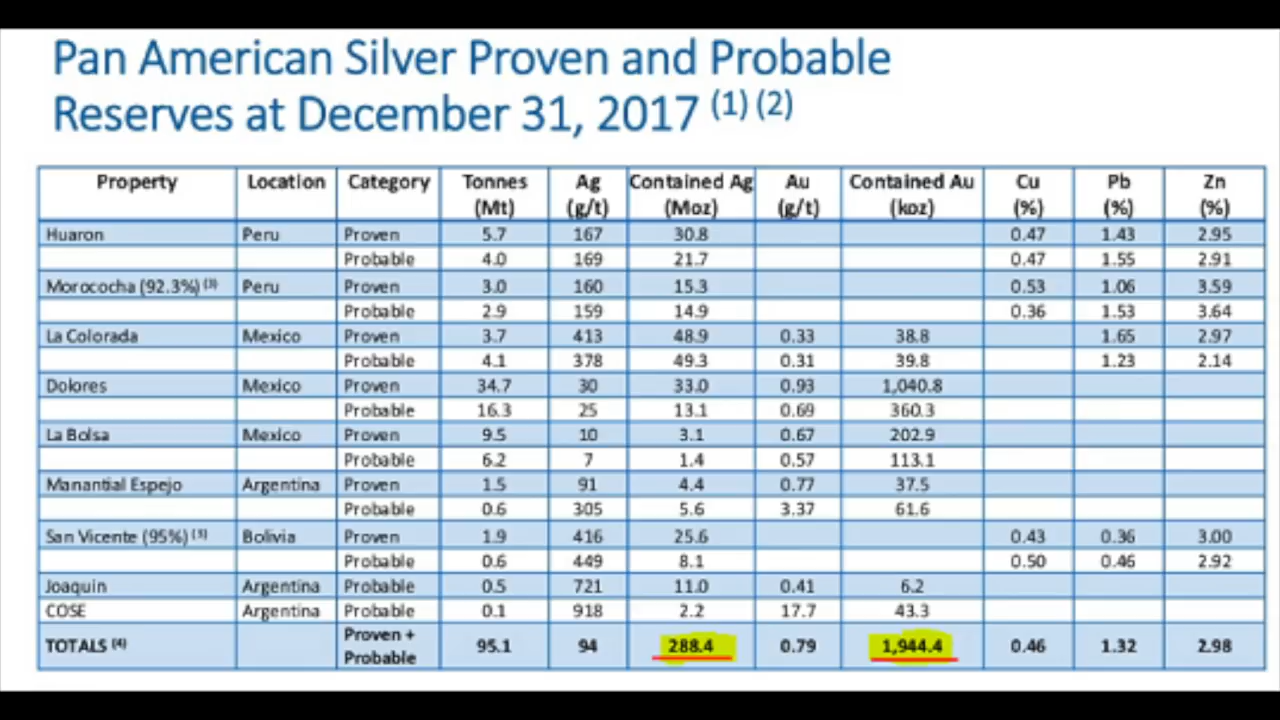 Pan American Silver Proven and Probable
Reserves at December 31, 2017 (1) (2)
Property Location Category Tonnes (Mt) Ag (g/t) Contained Ag (Moz) Au (g/t) Contained Au (koz) Cu (%) Pb (%) Zn (%)
Huaron Peru Proven 5.7 167 30.8 0.47 1.43 2.95
Probable 4.0 169 21.7 0.47 1.55 2.91
Morococha (92.3%) (3) Peru Proven 3.0 160 15.3 0.53 1.06 3.59
Probable 2.9 159 14.9 0.36 1.53 3.64
La Colorada Mexico Proven 3.7 413 48.9 0.33 38.8 1.65 2.97
Probable 4.1 378 49.3 0.31 39.8 1.23 2.14
Dolores Mexico Proven 34.7 30 33.0 0.93 1,040.8
Probable 16.3 25 13.1 0.69 360.3
La Bolsa Mexico Proven 9.5 10 3.1 0.67 202.9
Probable 6.2 7 1.4 0.57 113.1
Manantial Espejo Argentina Proven 1.5 91 4.4 0.77 37.5
Probable 0.6 305 5.6 3.37 61.6
San Vicente (95%) (3) Bolivia Proven 1.9 416 25.6 0.43 0.36 3.00
Probable 0.6 449 8.1 0.50 0.46 2.92
Joaquin Argentina Probable 0.5 721 11.0 0.41 6.2
COSE Argentina Probable 0.1 918 2.2 17.7 43.3
TOTALS (4) Proven + Probable 95.1 94 288.4 0.79 1,944.4 0.46 1.32 2.98